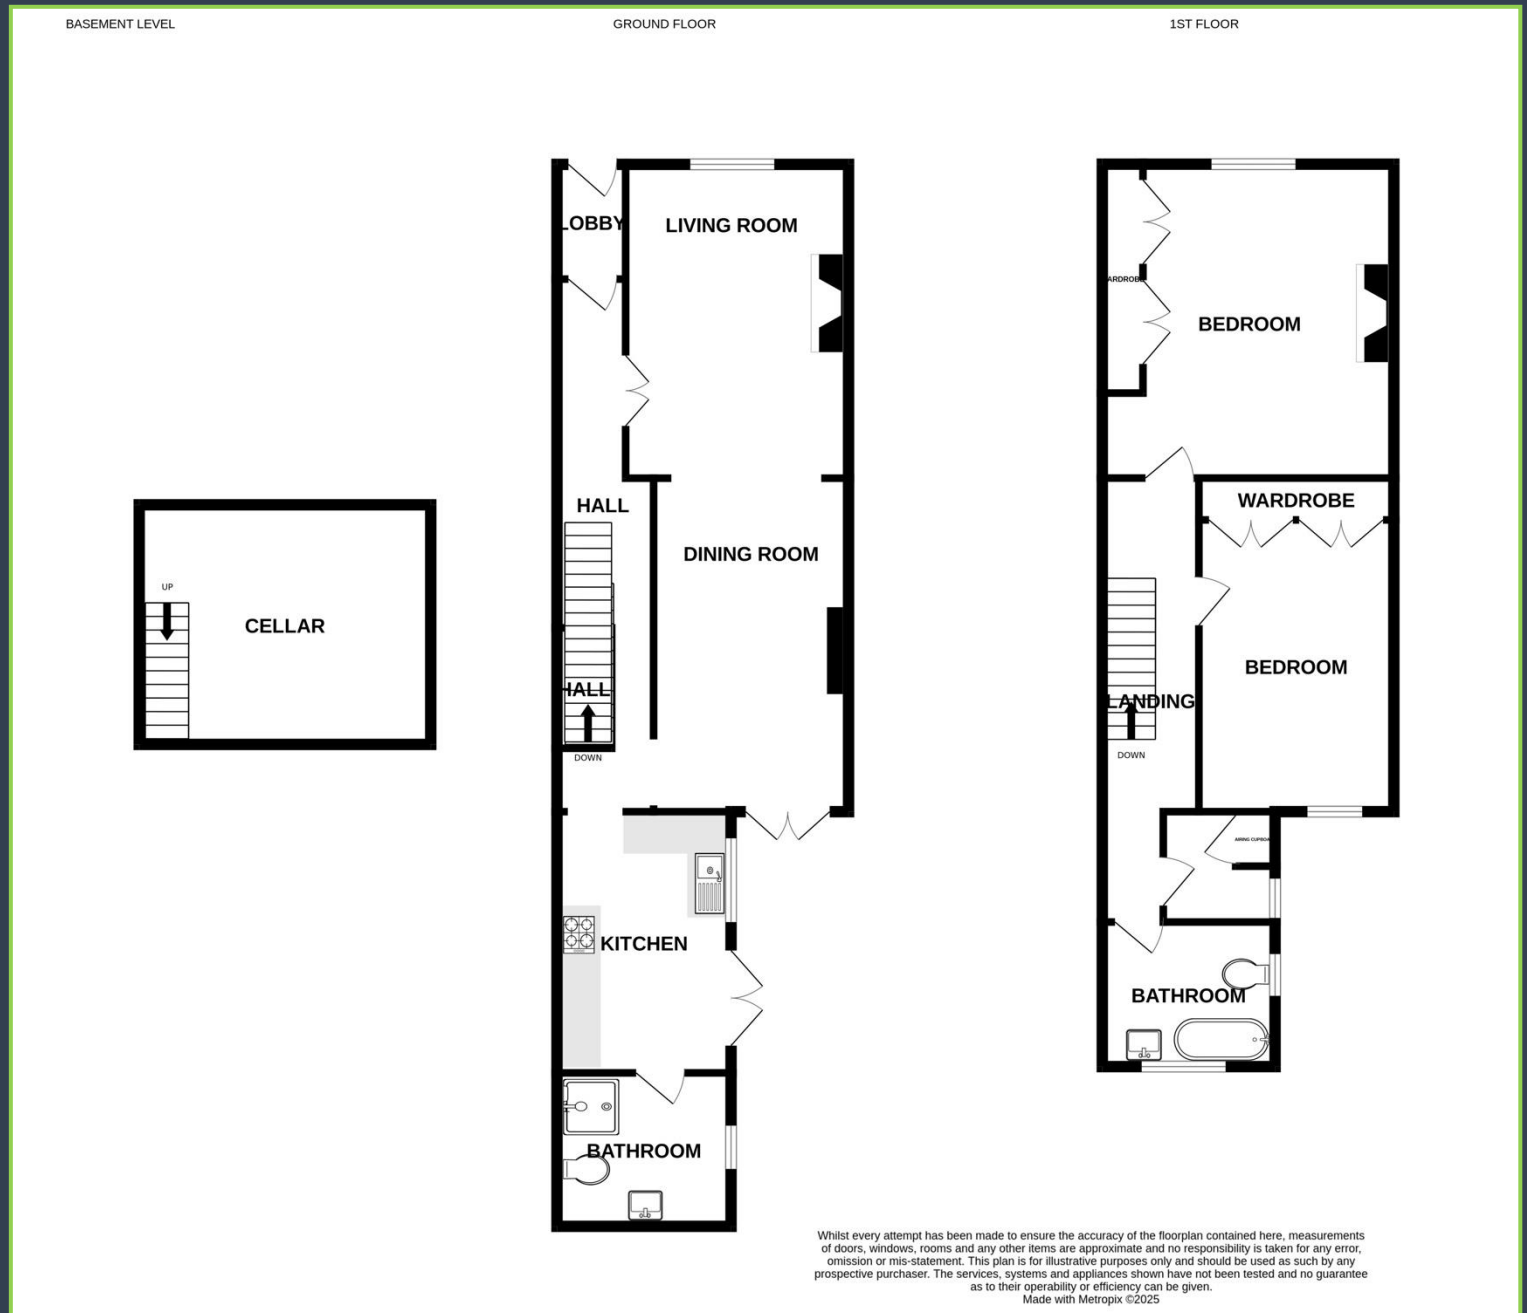 BASEMENT LEVEL
GROUND FLOOR
1ST FLOOR
UP
CELLAR
LOBBY
LIVING ROOM
HALL
DINING ROOM
HALL
DOWN
KITCHEN
BATHROOM
ARDROBE
BEDROOM
WARDROBE
BEDROOM
LANDING
DOWN
AIRING CUPBOA
BATHROOM
Whilst every attempt has been made to ensure the accuracy of the floorplan contained here, measurements
of doors, windows, rooms and any other items are approximate and no responsibility is taken for any error,
omission or mis-statement. This plan is for illustrative purposes only and should be used as such by any
prospective purchaser. The services, systems and appliances shown have not been tested and no guarantee
as to their operability or efficiency can be given.
Made with Metropix ©2025